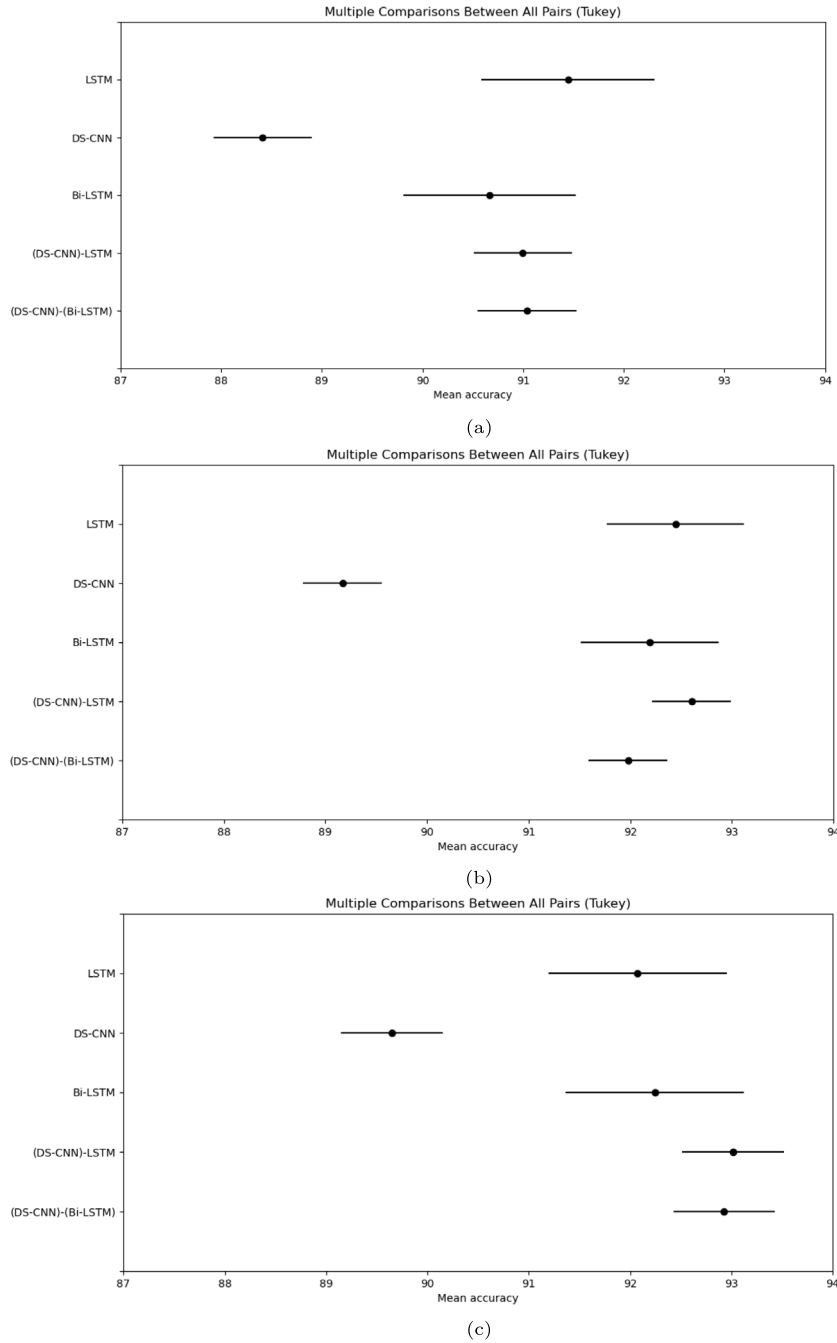 Multiple Comparisons Between All Pairs (Tukey)
LSTM
DS-CNN
Bi-LSTM
(DS-CNN)-LSTM
(DS-CNN)-(Bi-LSTM)
87 88 89 90 91 92 93 94
Mean accuracy
(a)
Multiple Comparisons Between All Pairs (Tukey)
LSTM
DS-CNN
Bi-LSTM
(DS-CNN)-LSTM
(DS-CNN)-(Bi-LSTM)
87 88 89 90 91 92 93 94
Mean accuracy
(b)
Multiple Comparisons Between All Pairs (Tukey)
LSTM
DS-CNN
Bi-LSTM
(DS-CNN)-LSTM
(DS-CNN)-(Bi-LSTM)
87 88 89 90 91 92 93 94
Mean accuracy
(c)